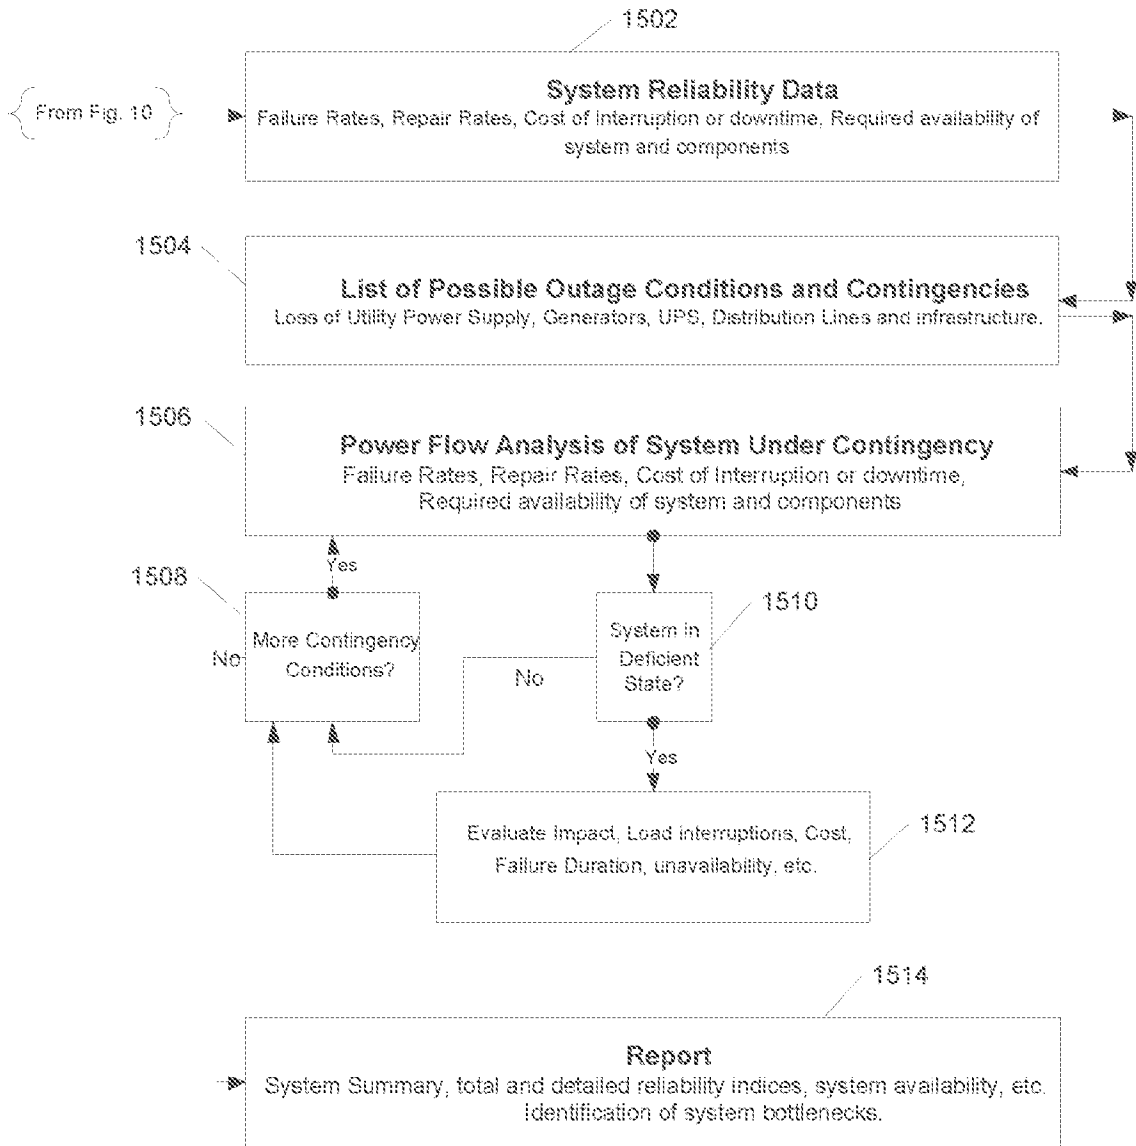 1502
System Reliability Data
From Fig. 10
Failure Rates, Repair Rates, Cost of Interruption or downtime, Required availability of
system and components
1504
List of Possible Outage Conditions and Contingencies
Loss of Utility Power Supply, Generators, UPS, Distribution Lines and infrastructure.
1506
Power Flow Analysis of System Under Contingency
Failure Rates, Repair Rates, Cost of Interruption or downtime,
Required availability of system and components
Yes
1508
1510
More Contingency
Conditions?
No
System in
Deficient
State?
No
Yes
1512
Evaluate Impact, Load interruptions, Cost,
Failure Duration, unavailability, etc.
1514
Report
System Summary, total and detailed reliability indices, system availability, etc.
Identification of system bottlenecks.